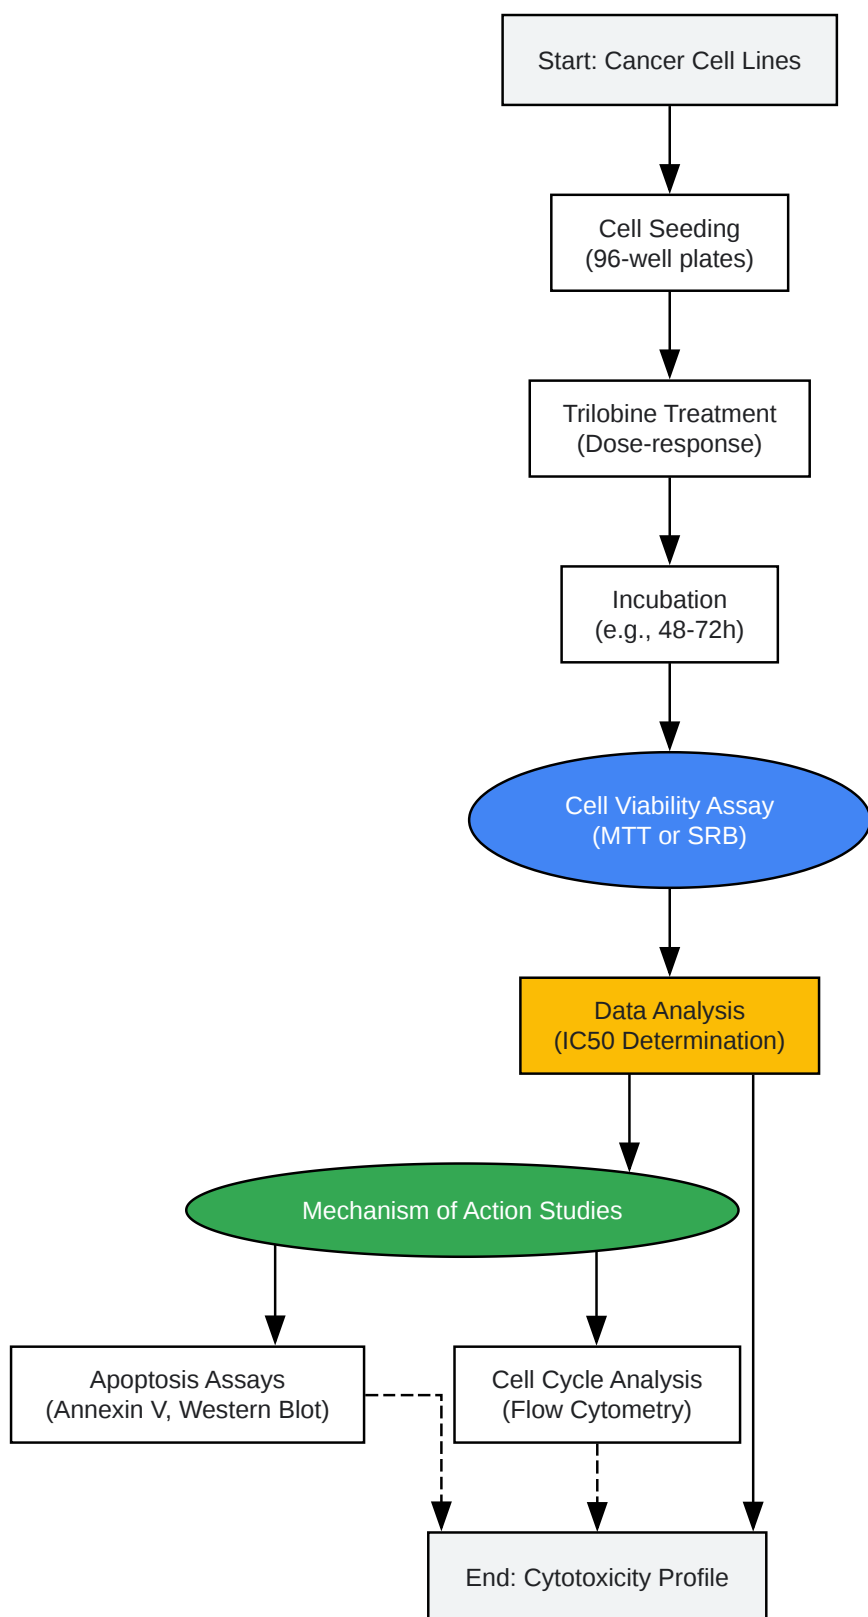 Start: Cancer Cell Lines
Cell Seeding
(96-well plates)
Trilobine Treatment
(Dose-response)
Incubation
(e.g., 48-72h)
Cell Viability Assay
(MTT or SRB)
Data Analysis
(IC50 Determination)
Mechanism of Action Studies
Apoptosis Assays
(Annexin V, Western Blot)
Cell Cycle Analysis
(Flow Cytometry)
End: Cytotoxicity Profile